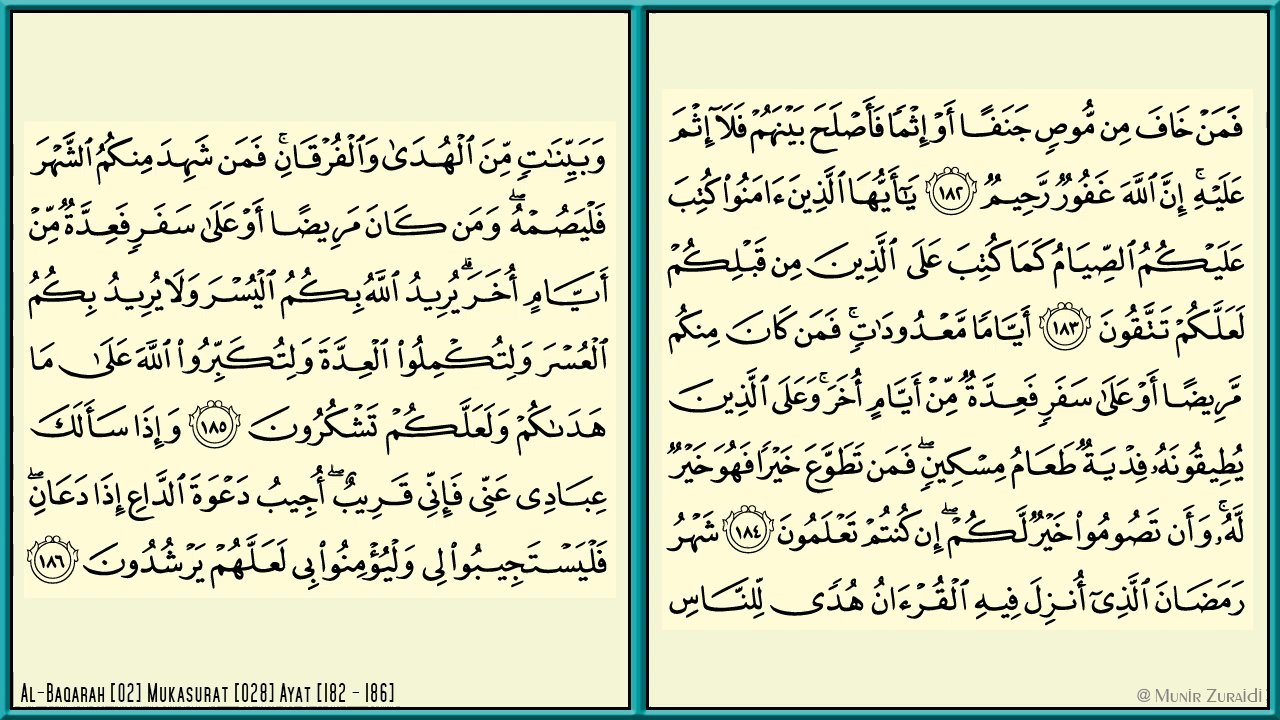 فَمَنْ خَافَ مِن مُّوصٍ جَنَفًا أَوْ إِثْمًا فَأَصْلَحَ بَيْنَهُمْ فَلَآ إِثْمَ
عَلَيْهِ ۚ إِنَّ ٱللَّهَ غَفُورٌ رَّحِيمٌ ١٨٢ يَـٰٓأَيُّهَا ٱلَّذِينَ ءَامَنُوا۟ كُتِبَ
عَلَيْكُمُ ٱلصِّيَامُ كَمَا كُتِبَ عَلَى ٱلَّذِينَ مِن قَبْلِكُمْ
لَعَلَّكُمْ تَتَّقُونَ ١٨٣ أَيَّامًا مَّعْدُودَٰتٍ ۚ فَمَن كَانَ مِنكُم
مَّرِيضًا أَوْ عَلَىٰ سَفَرٍ فَعِدَّةٌ مِّنْ أَيَّامٍ أُخَرَ ۚ وَعَلَى ٱلَّذِينَ
يُطِيقُونَهُۥ فِدْيَةٌ طَعَامُ مِسْكِينٍ ۖ فَمَن تَطَوَّعَ خَيْرًا فَهُوَ خَيْرٌ
لَّهُۥ ۚ وَأَن تَصُومُوا۟ خَيْرٌ لَّكُمْ ۖ إِن كُنتُمْ تَعْلَمُونَ ١٨٤ شَهْرُ
رَمَضَانَ ٱلَّذِىٓ أُنزِلَ فِيهِ ٱلْقُرْءَانُ هُدًى لِّلنَّاسِ
وَبَيِّنَـٰتٍ مِّنَ ٱلْهُدَىٰ وَٱلْفُرْقَانِ ۚ فَمَن شَهِدَ مِنكُمُ ٱلشَّهْرَ
فَلْيَصُمْهُ ۖ وَمَن كَانَ مَرِيضًا أَوْ عَلَىٰ سَفَرٍ فَعِدَّةٌ مِّنْ
أَيَّامٍ أُخَرَ ۗ يُرِيدُ ٱللَّهُ بِكُمُ ٱلْيُسْرَ وَلَا يُرِيدُ بِكُمُ
ٱلْعُسْرَ وَلِتُكْمِلُوا۟ ٱلْعِدَّةَ وَلِتُكَبِّرُوا۟ ٱللَّهَ عَلَىٰ مَا
هَدَىٰكُمْ وَلَعَلَّكُمْ تَشْكُرُونَ ١٨٥ وَإِذَا سَأَلَكَ
عِبَادِى عَنِّى فَإِنِّى قَرِيبٌ ۖ أُجِيبُ دَعْوَةَ ٱلدَّاعِ إِذَا دَعَانِ ۖ
فَلْيَسْتَجِيبُوا۟ لِى وَلْيُؤْمِنُوا۟ بِى لَعَلَّهُمْ يَرْشُدُونَ ١٨٦
Al-Baqarah [02] Mukasurat [028] Ayat [182 - 186]
@ Munir Zuraidi